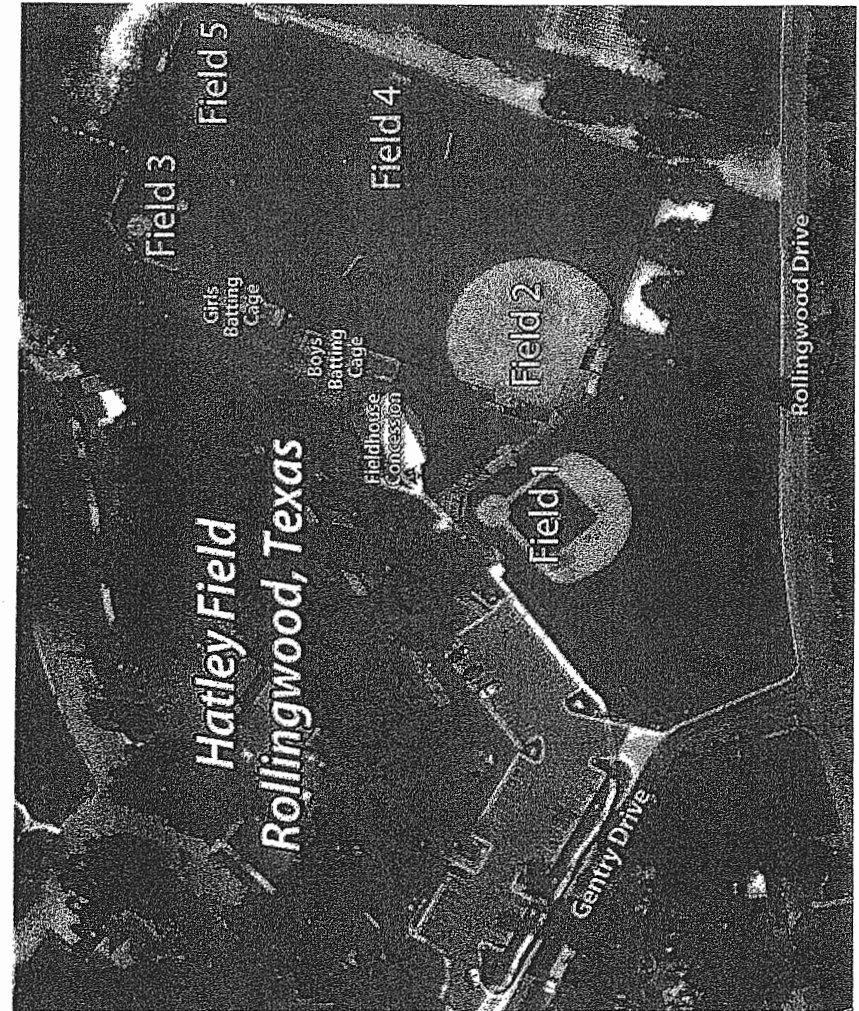 Hatley Field
Rollingwood, Texas
Field 5
Field 3
Field 4
Girls
Batting
Cage
Boys
Batting
Cage
Fieldhouse
Concession
Field 2
Field 1
Gentry Drive
Rollingwood Drive